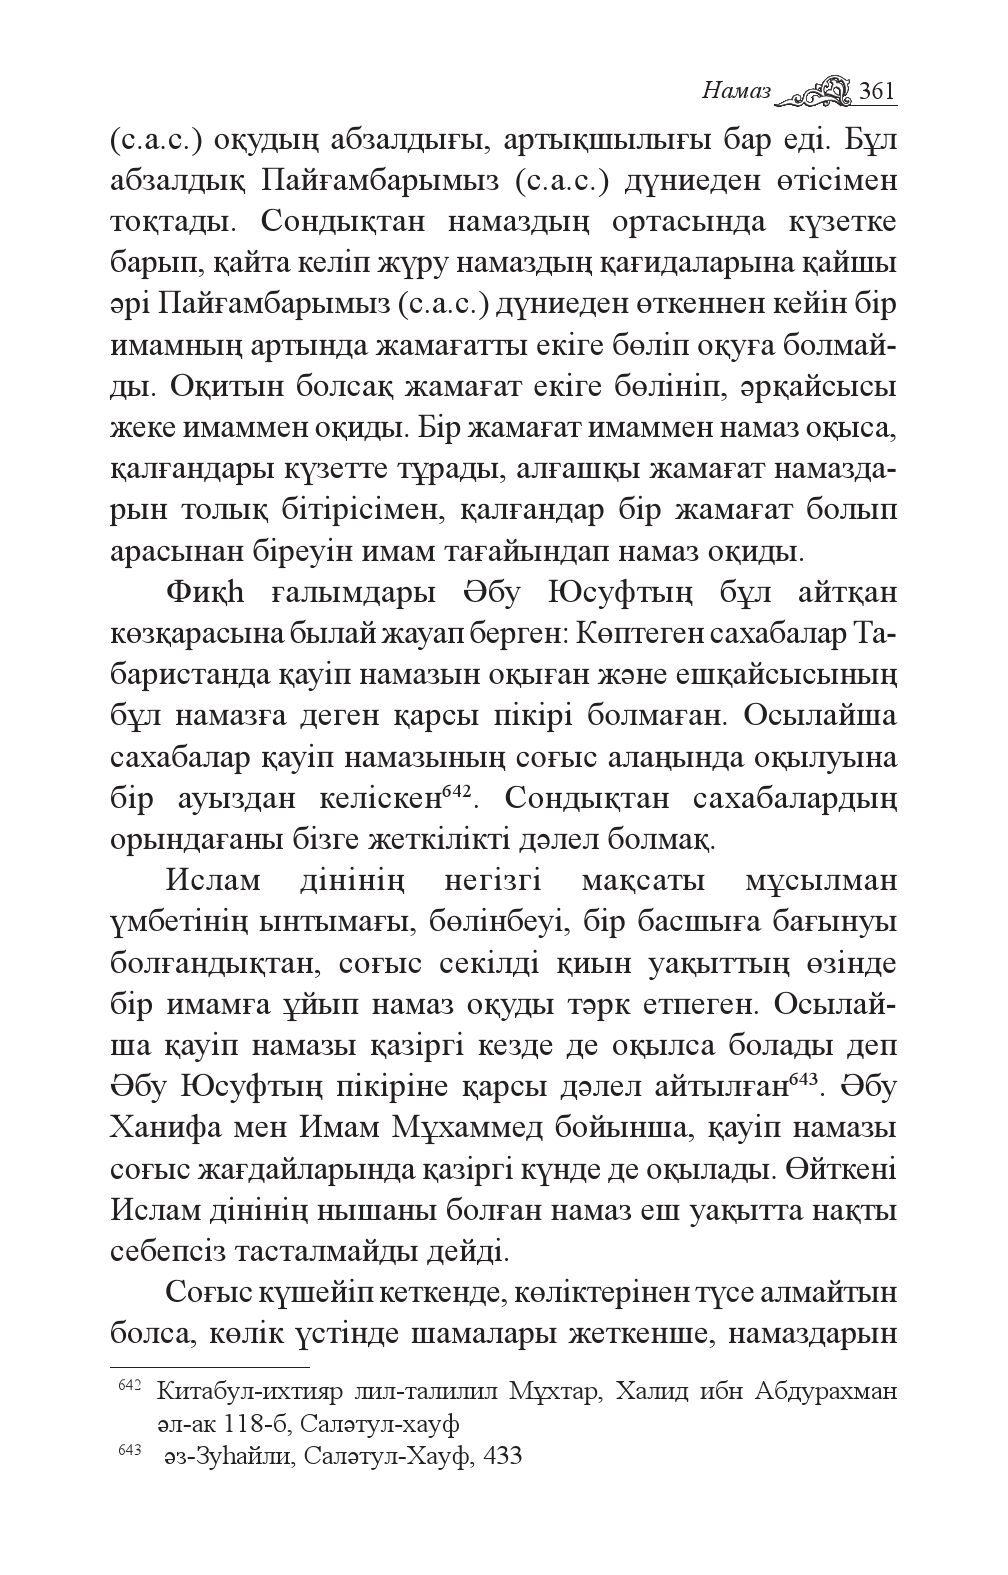 Намаз 361
(с.а.с.) оқудың абзалдығы, артықшылығы бар еді. Бұл
абзалдық Пайғамбарымыз (с.а.с.) дүниеден өтісімен
тоқтады. Сондықтан намаздың ортасында күзетке
барып, қайта келіп жүру намаздың қағидаларына қайшы
әрі Пайғамбарымыз (с.а.с.) дүниеден өткеннен кейін бір
имамның артында жамағатты екіге бөліп оқуға болмай-
ды. Оқитын болсақ жамағат екіге бөлініп, әрқайсысы
жеке имаммен оқиды. Бір жамағат имаммен намаз оқыса,
қалғандары күзетте тұрады, алғашқы жамағат намазда-
рын толық бітірісімен, қалғандар бір жамағат болып
арасынан біреуін имам тағайындап намаз оқиды.
Фиқһ ғалымдары Әбу Юсуфтың бұл айтқан
көзқарасына былай жауап берген: Көптеген сахабалар Та-
баристанда қауіп намазын оқыған және ешқайсысының
бұл намазға деген қарсы пікірі болмаған. Осылайша
сахабалар қауіп намазының соғыс алаңында оқылуына
бір ауыздан келіскен⁶⁴². Сондықтан сахабалардың
орындағаны бізге жеткілікті дәлел болмақ.
Ислам дінінің негізгі мақсаты мұсылман
үмбетінің ынтымағы, бөлінбеуі, бір басшыға бағынуы
болғандықтан, соғыс секілді қиын уақыттың өзінде
бір имамға ұйып намаз оқуды тәрк етпеген. Осылай-
ша қауіп намазы қазіргі кезде де оқылса болады деп
Әбу Юсуфтың пікіріне қарсы дәлел айтылған⁶⁴³. Әбу
Ханифа мен Имам Мұхаммед бойынша, қауіп намазы
соғыс жағдайларында қазіргі күнде де оқылады. Өйткені
Ислам дінінің нышаны болған намаз еш уақытта нақты
себепсіз тасталмайды дейді.
Соғыс күшейіп кеткенде, көліктерінен түсе алмайтын
болса, көлік үстінде шамалары жеткенше, намаздарын
⁶⁴² Китабул-ихтияр лил-талилил Мұхтар, Халид ибн Абдурахман
әл-ак 118-б, Саләтул-хауф
⁶⁴³ әз-Зуһайли, Саләтул-Хауф, 433